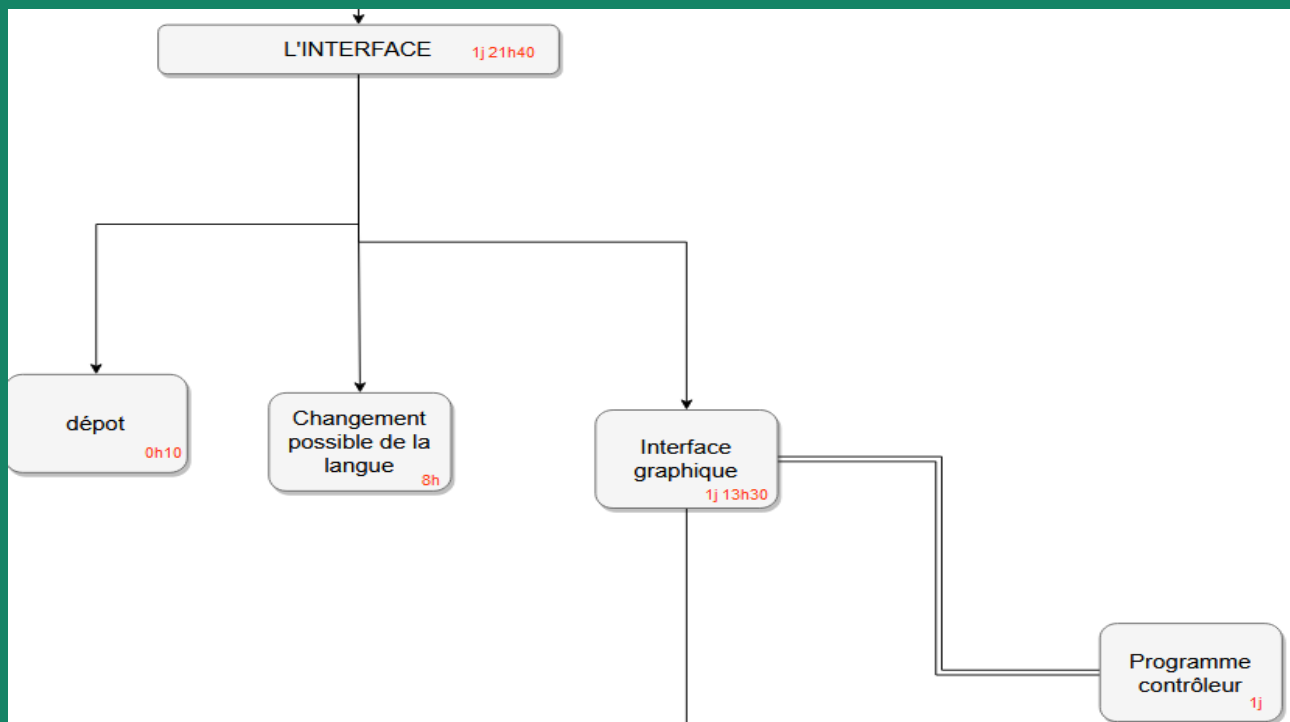 L'INTERFACE 1j 21h40
dépot
0h10
Changement
possible de la
langue
8h
Interface
graphique
1j 13h30
Programme
contrôleur
1j